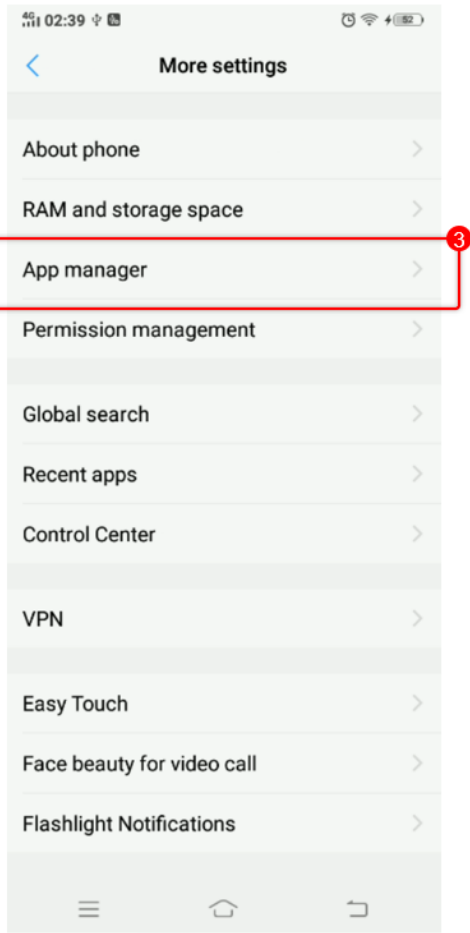 4G 02:39 52
More settings
About phone
RAM and storage space
App manager
3
Permission management
Global search
Recent apps
Control Center
VPN
Easy Touch
Face beauty for video call
Flashlight Notifications